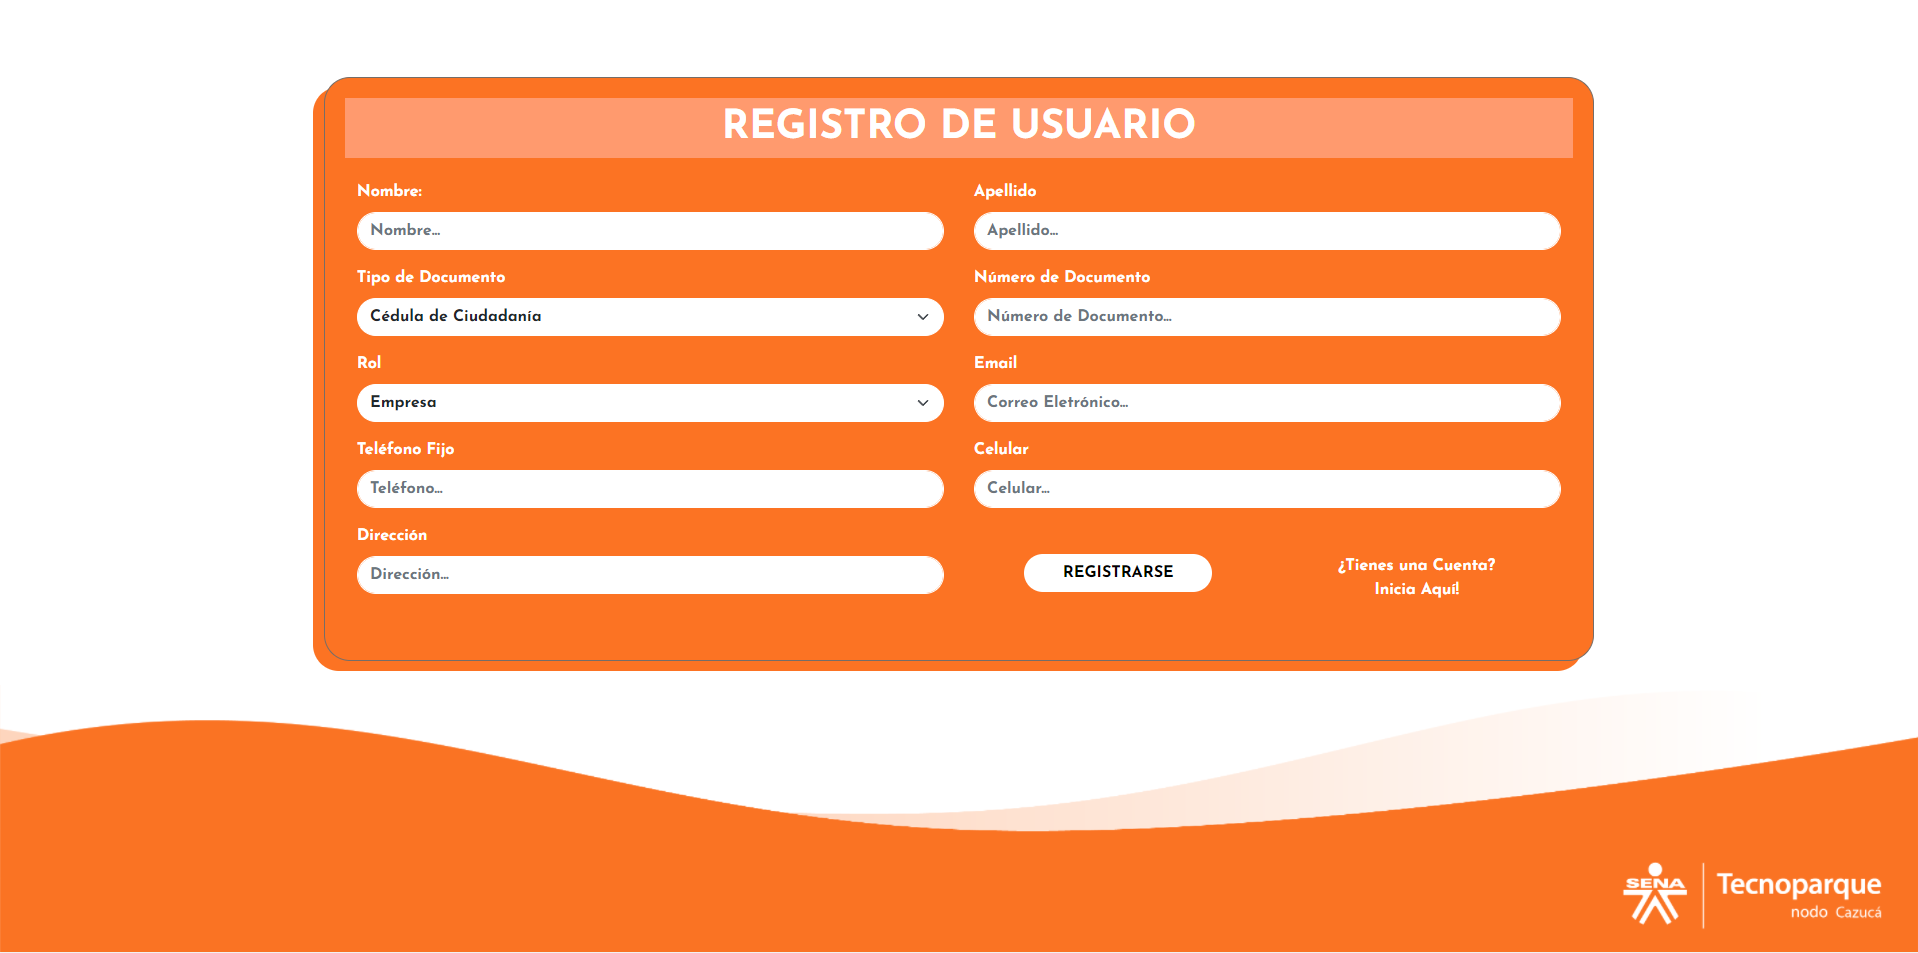 REGISTRO DE USUARIO
Nombre:
Apellido
Nombre...
Apellido...
Tipo de Documento
Número de Documento
Cédula de Ciudadanía
Número de Documento...
Rol
Email
Empresa
Correo Eletrónico...
Teléfono Fijo
Celular
Teléfono...
Celular...
Dirección
Dirección...
REGISTRARSE
¿Tienes una Cuenta?
Inicia Aquí!
SENA
Tecnoparque
nodo Cazucá